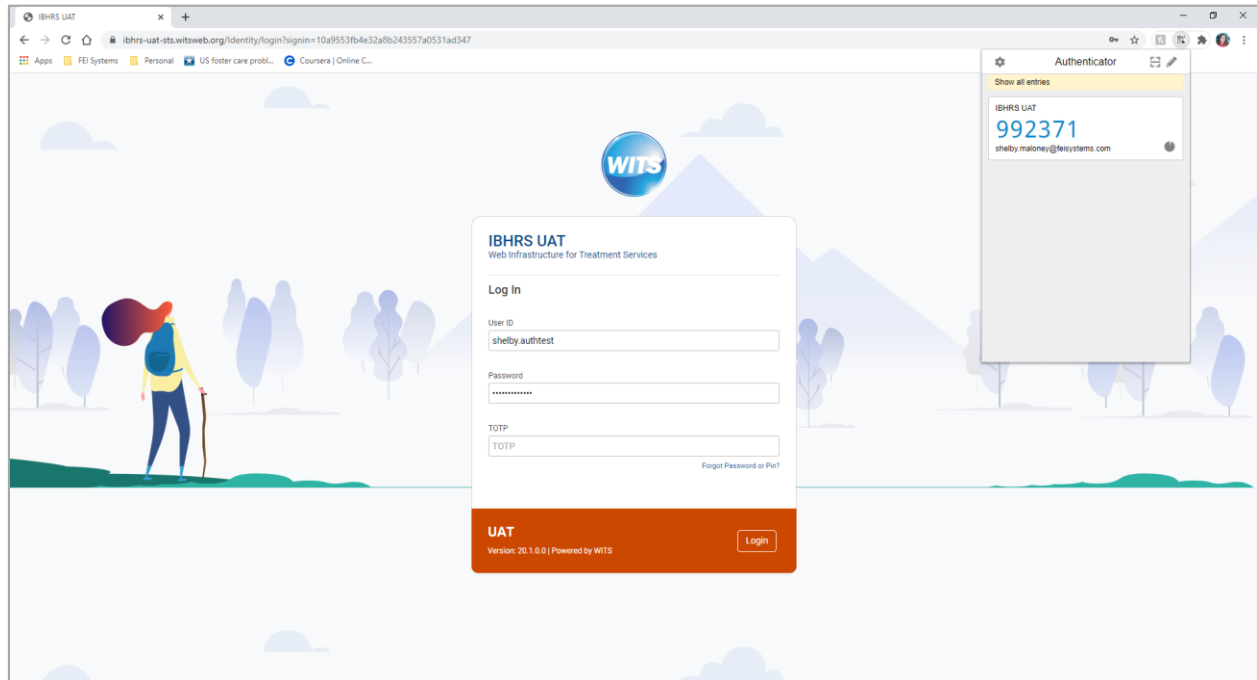 IBHRS UAT
ibhrs-uat-sts.witsweb.org/Identity/login?signin=10a9553fb4e32a8b243557a0531ad347
Apps FEI Systems Personal US foster care probl... Coursera | Online C...
Authenticator
Show all entries
IBHRS UAT
992371
shelby.maloney@feisystems.com
WITS
IBHRS UAT
Web Infrastructure for Treatment Services
Log In
User ID
shelby.authtest
Password
TOTP
TOTP
Forgot Password or Pin?
UAT
Version: 20.1.0.0 | Powered by WITS
Login